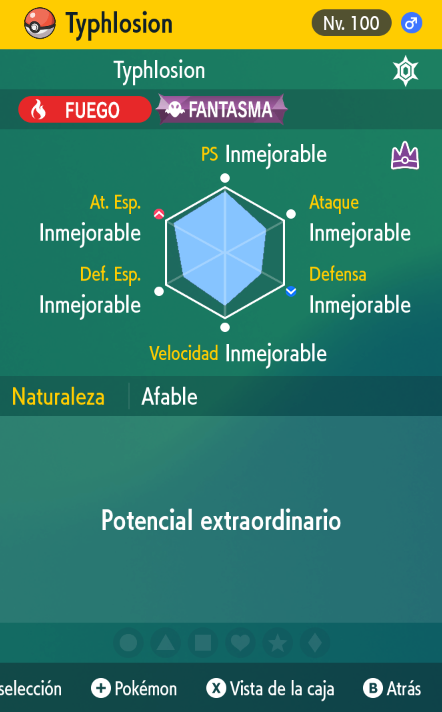 Typhlosion Nv. 100
Typhlosion
FUEGO FANTASMA
PS Inmejorable
At. Esp. Ataque
Inmejorable Inmejorable
Def. Esp. Defensa
Inmejorable Inmejorable
Velocidad Inmejorable
Naturaleza Afable
Potencial extraordinario
selección + Pokémon X Vista de la caja B Atrás